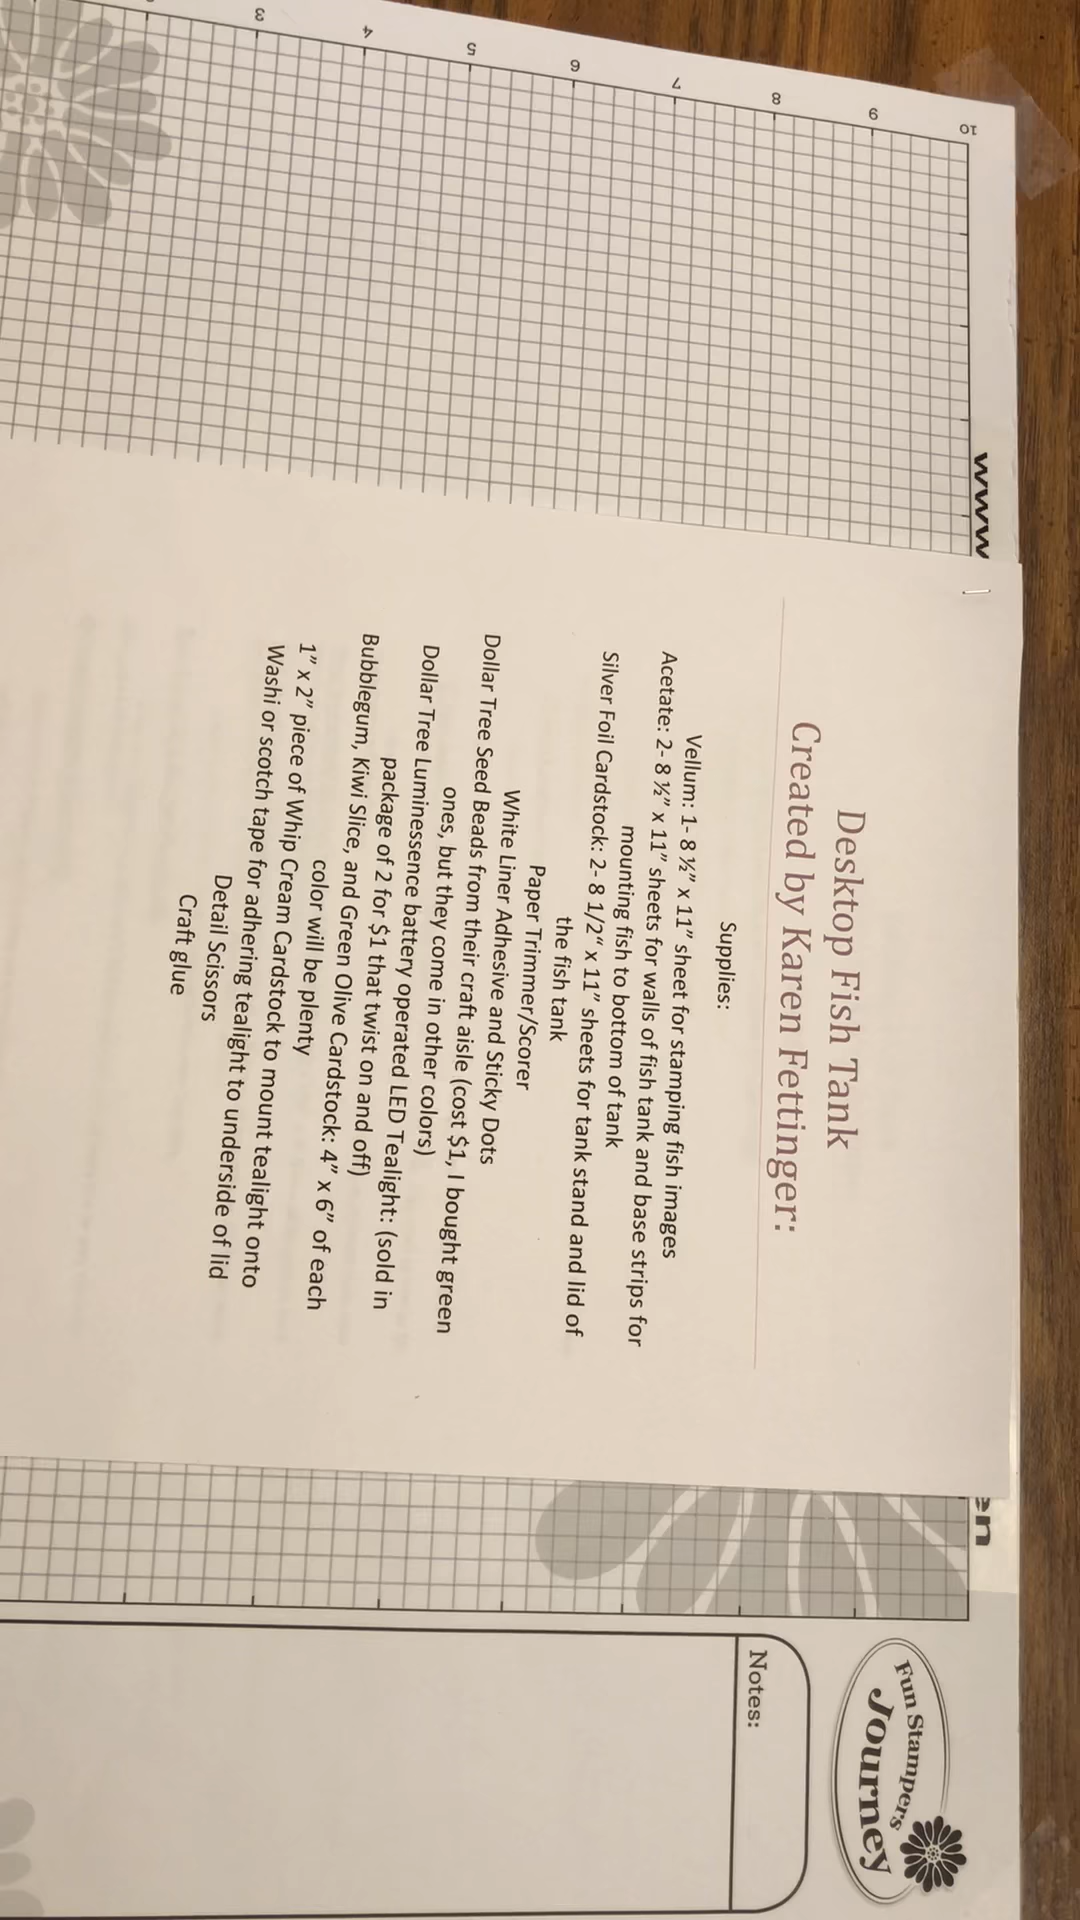 Desktop Fish Tank
Created by Karen Fettinger:
Supplies:
Vellum: 1- 8 ½” x 11” sheet for stamping fish images
Acetate: 2- 8 ½” x 11” sheets for walls of fish tank and base strips for
mounting fish to bottom of tank
Silver Foil Cardstock: 2- 8 1/2“ x 11” sheets for tank stand and lid of
the fish tank
Paper Trimmer/Scorer
White Liner Adhesive and Sticky Dots
Dollar Tree Seed Beads from their craft aisle (cost $1, I bought green
ones, but they come in other colors)
Dollar Tree Luminessence battery operated LED Tealight: (sold in
package of 2 for $1 that twist on and off)
Bubblegum, Kiwi Slice, and Green Olive Cardstock: 4” x 6” of each
color will be plenty
1” x 2” piece of Whip Cream Cardstock to mount tealight onto
Washi or scotch tape for adhering tealight to underside of lid
Detail Scissors
Craft glue
www
en
3 4 5 6 7 8 9 10
Fun Stampers
Journey
Notes: